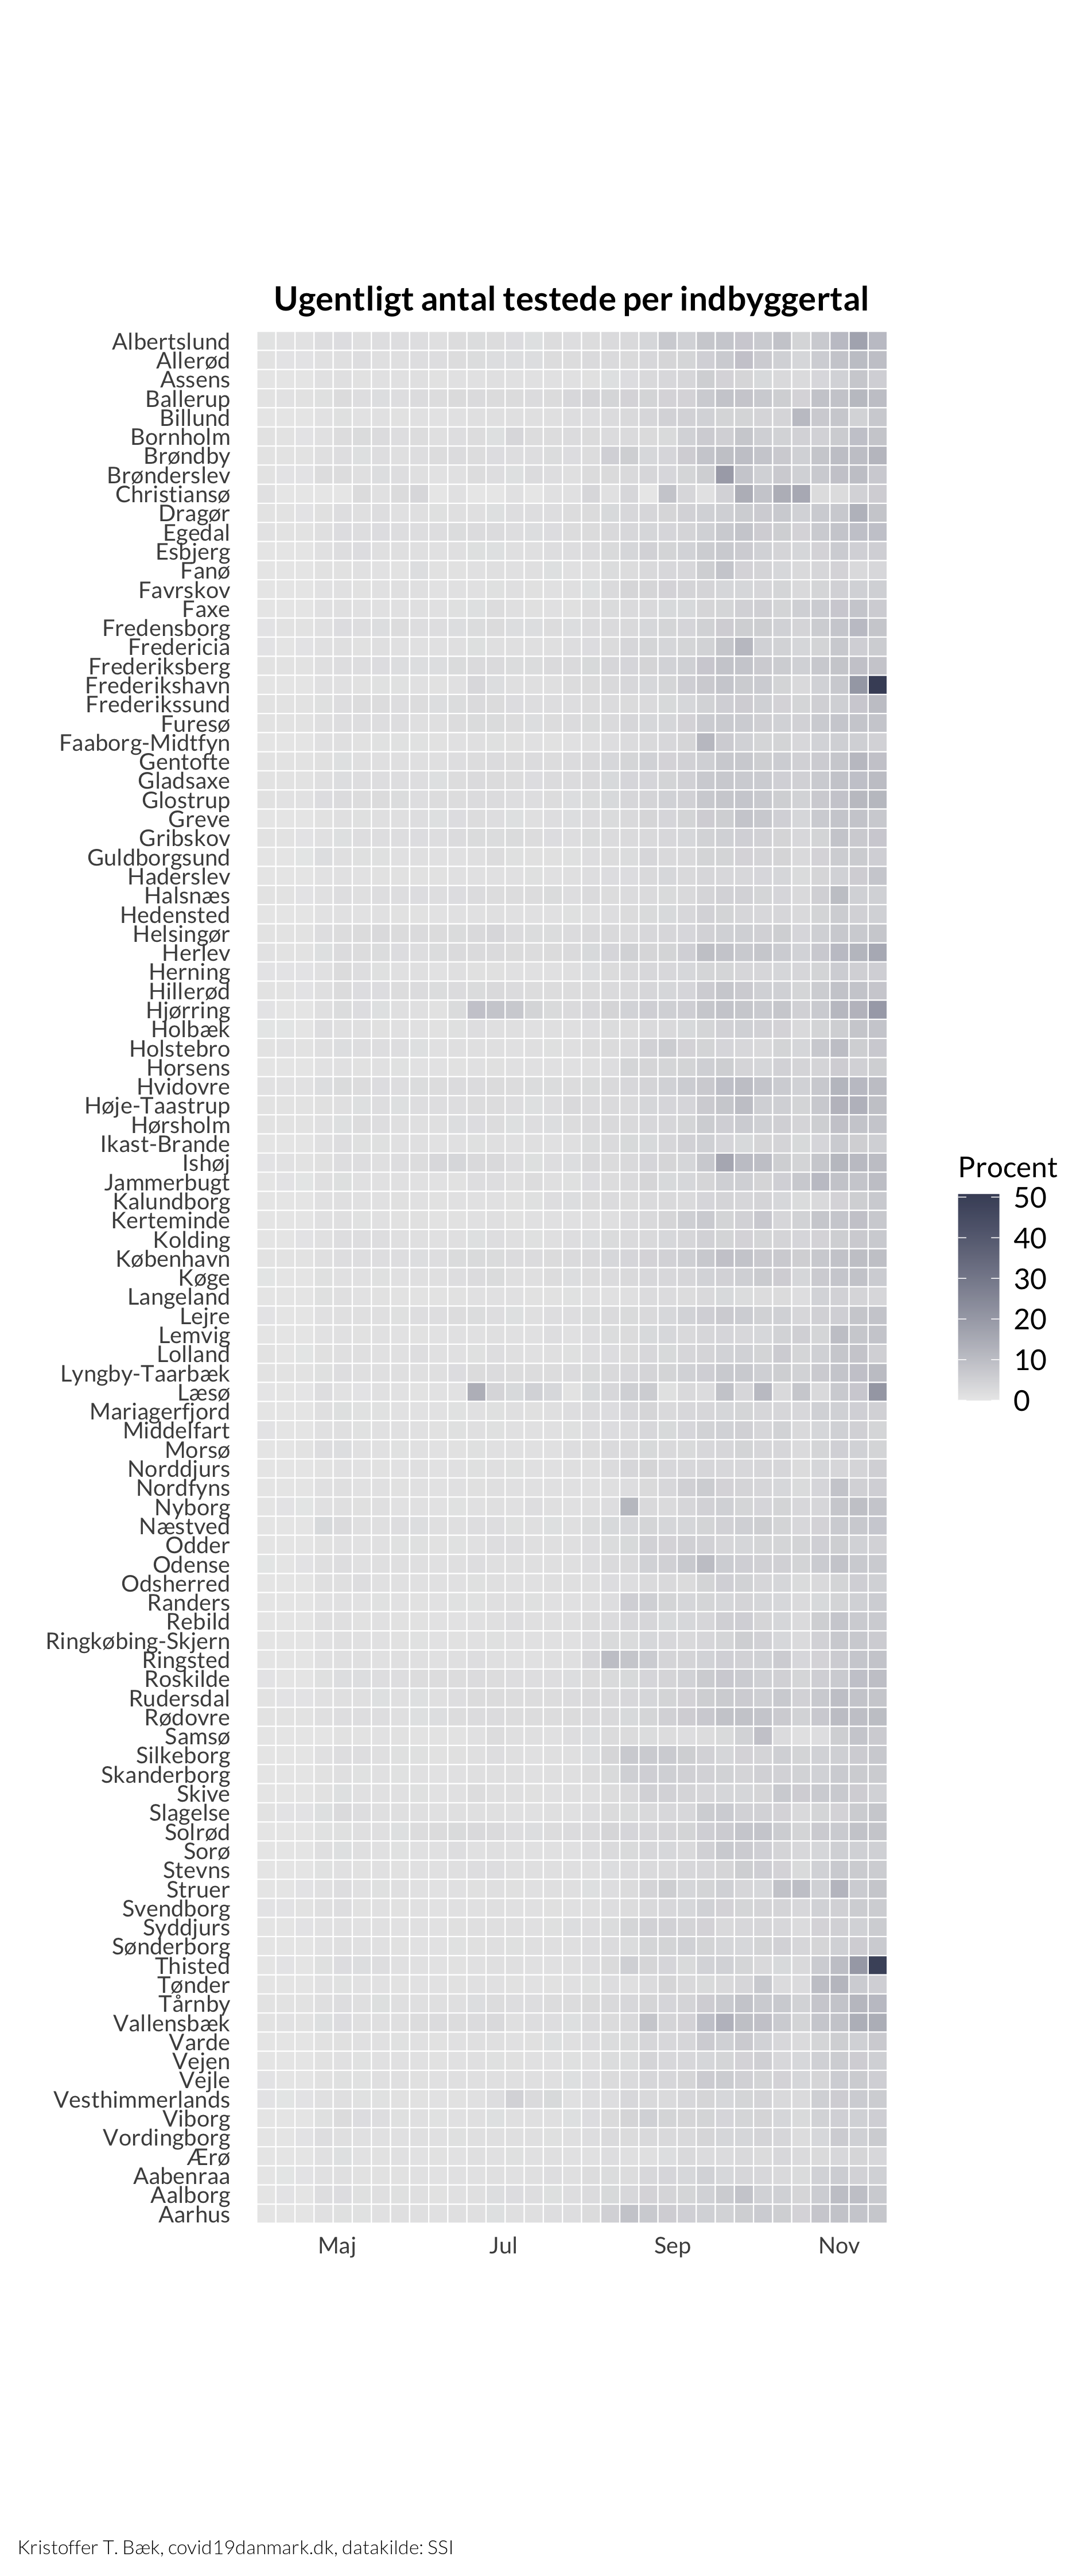 Ugentligt antal testede per indbyggertal
Albertslund
Allerød
Assens
Ballerup
Billund
Bornholm
Brøndby
Brønderslev
Christiansø
Dragør
Egedal
Esbjerg
Fanø
Favrskov
Faxe
Fredensborg
Fredericia
Frederiksberg
Frederikshavn
Frederikssund
Furesø
Faaborg-Midtfyn
Gentofte
Gladsaxe
Glostrup
Greve
Gribskov
Guldborgsund
Haderslev
Halsnæs
Hedensted
Helsingør
Herlev
Herning
Hillerød
Hjørring
Holbæk
Holstebro
Horsens
Hvidovre
Høje-Taastrup
Hørsholm
Ikast-Brande
Ishøj
Jammerbugt
Kalundborg
Kerteminde
Kolding
København
Køge
Langeland
Lejre
Lemvig
Lolland
Lyngby-Taarbæk
Læsø
Mariagerfjord
Middelfart
Morsø
Norddjurs
Nordfyns
Nyborg
Næstved
Odder
Odense
Odsherred
Randers
Rebild
Ringkøbing-Skjern
Ringsted
Roskilde
Rudersdal
Rødovre
Samsø
Silkeborg
Skanderborg
Skive
Slagelse
Solrød
Sorø
Stevns
Struer
Svendborg
Syddjurs
Sønderborg
Thisted
Tønder
Tårnby
Vallensbæk
Varde
Vejen
Vejle
Vesthimmerlands
Viborg
Vordingborg
Ærø
Aabenraa
Aalborg
Aarhus
Maj Jul Sep Nov
Procent
50
40
30
20
10
0
Kristoffer T. Bæk, covid19danmark.dk, datakilde: SSI